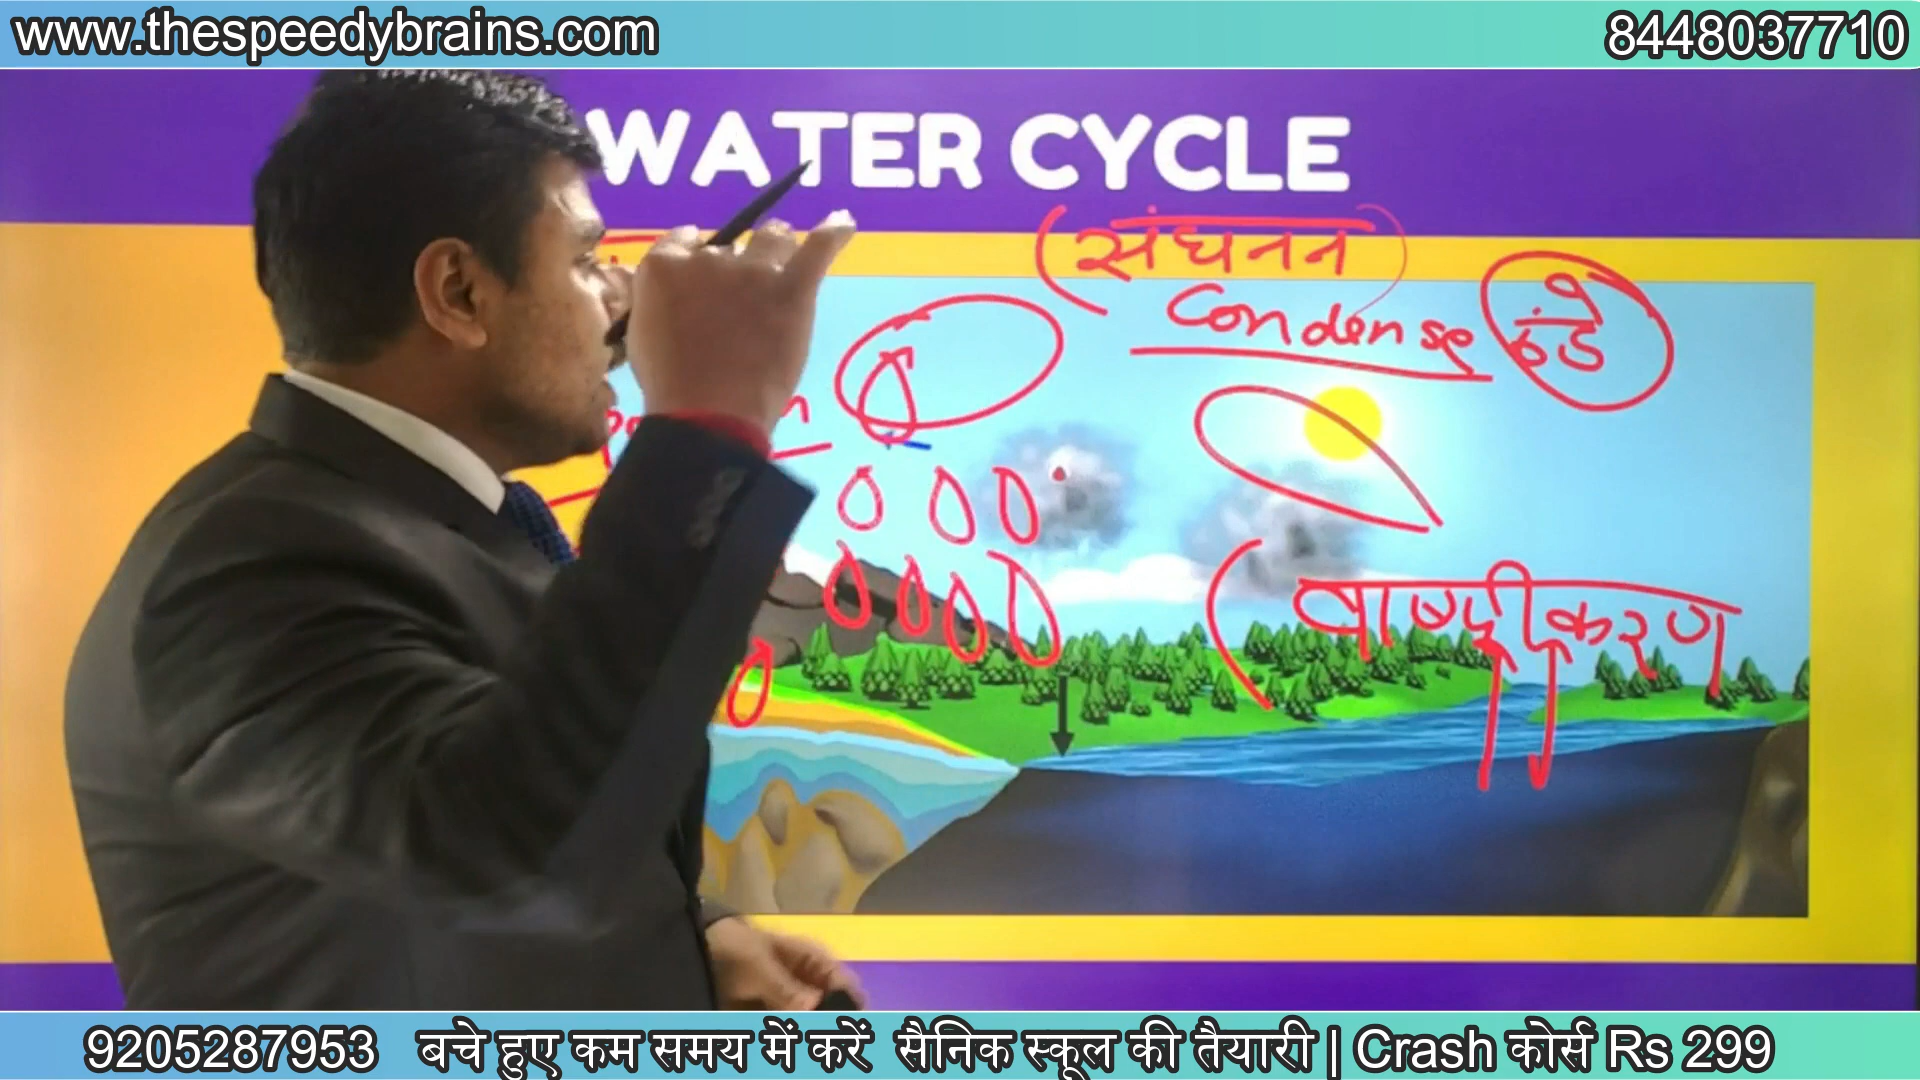 www.thespeedybrains.com
8448037710
WATER CYCLE
संघनन
Condense
ठंडे
वाष्पीकरण
9205287953 बचे हुए कम समय में करें सैनिक स्कूल की तैयारी | Crash कोर्स Rs 299